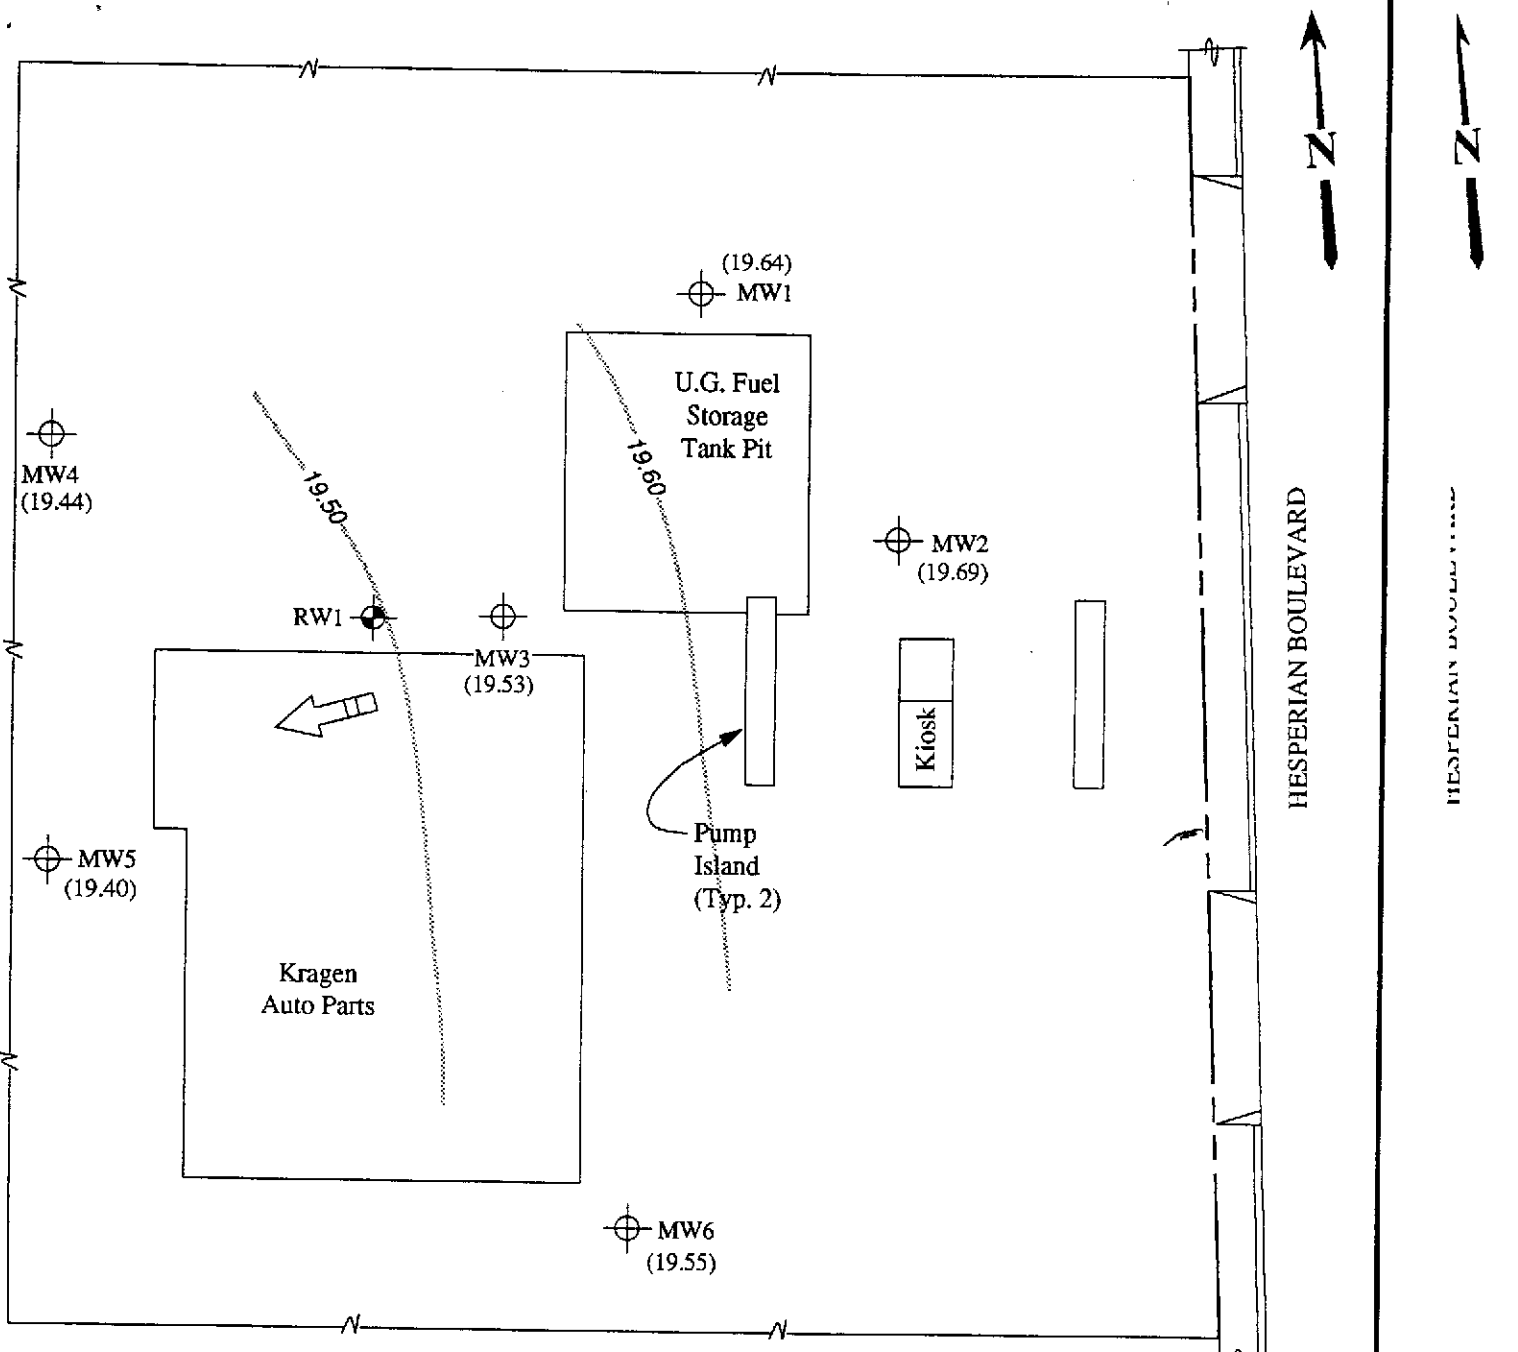 N
N
(19.64)
MW1
U.G. Fuel
Storage
Tank Pit
19.60
19.50
MW4
(19.44)
MW2
(19.69)
HESPERIAN BOULEVARD
RW1
MW3
(19.53)
Kiosk
Pump
Island
(Typ. 2)
MW5
(19.40)
Kragen
Auto Parts
MW6
(19.55)